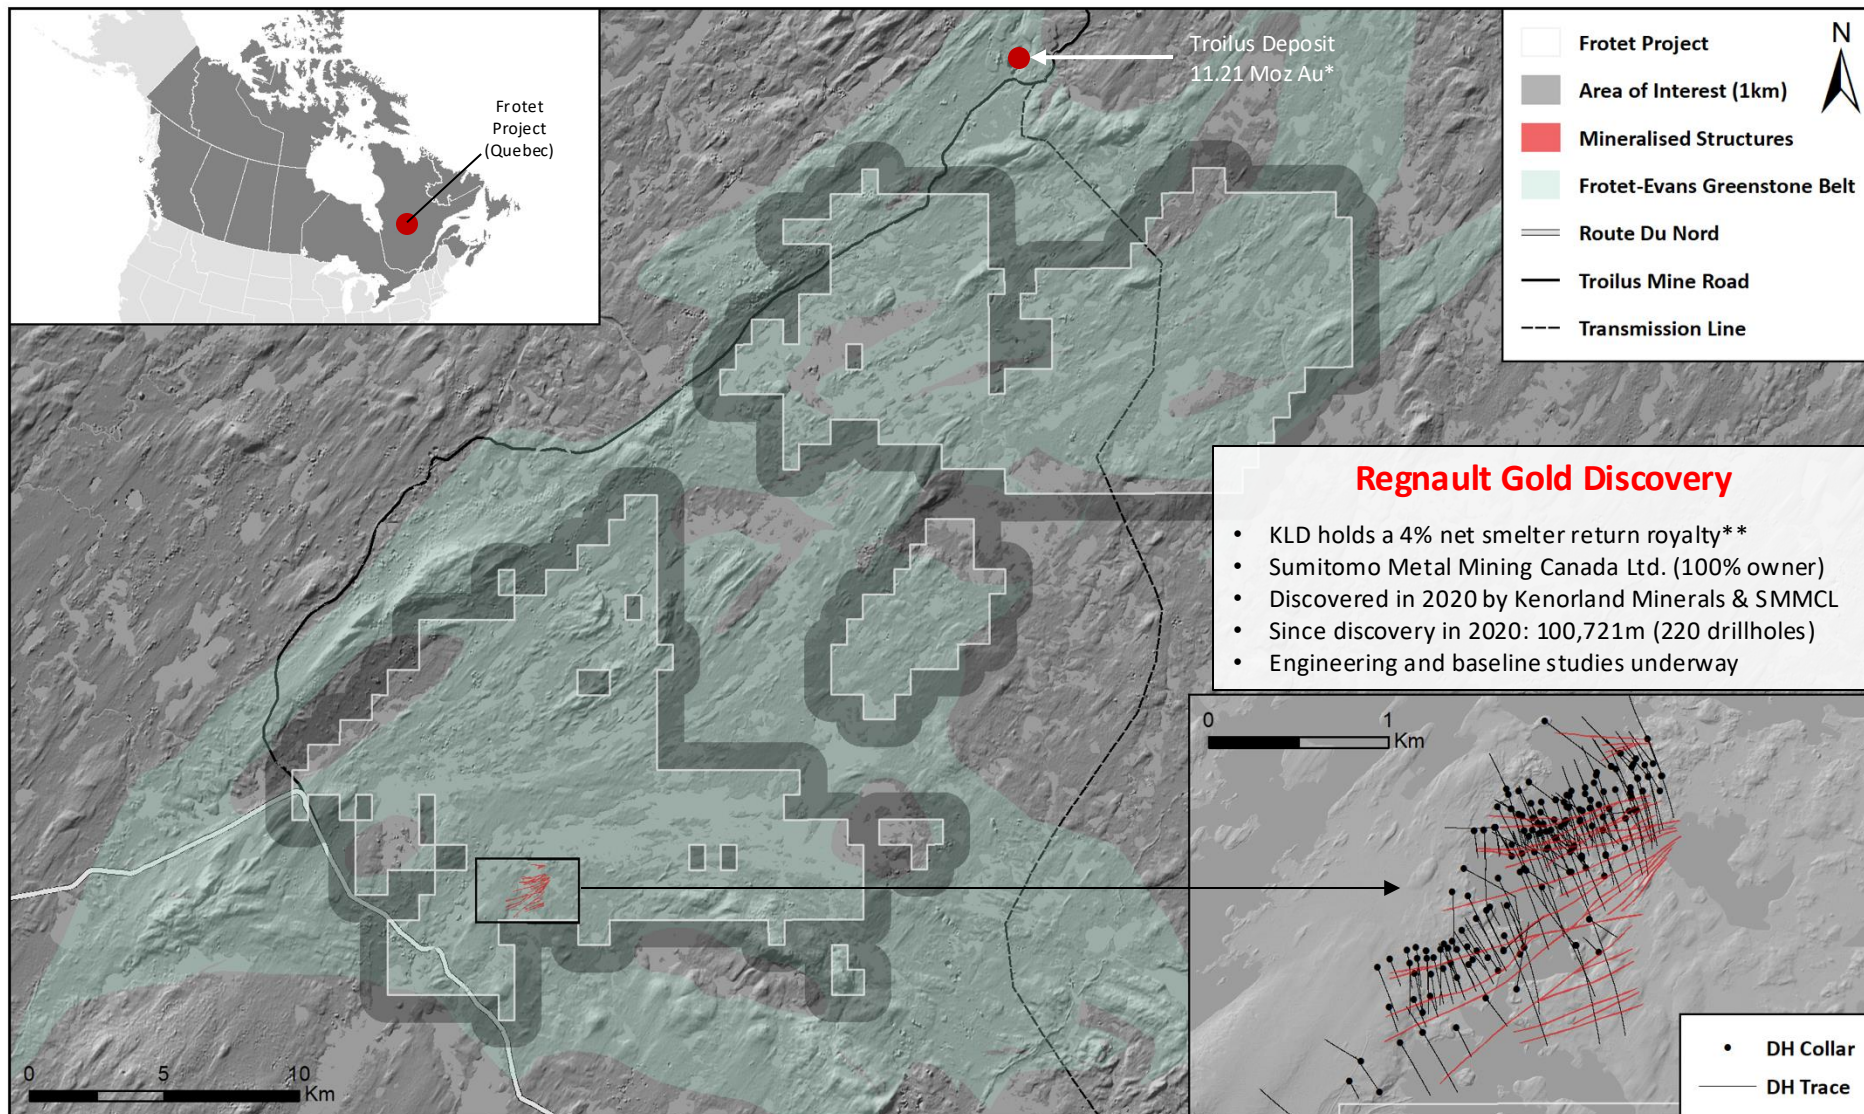 Frotet
Project
(Quebec)
Troilus Deposit
11.21 Moz Au*
N
Frotet Project
Area of Interest (1km)
Mineralised Structures
Frotet-Evans Greenstone Belt
Route Du Nord
Troilus Mine Road
Transmission Line
Regnault Gold Discovery
• KLD holds a 4% net smelter return royalty**
• Sumitomo Metal Mining Canada Ltd. (100% owner)
• Discovered in 2020 by Kenorland Minerals & SMMCL
• Since discovery in 2020: 100,721m (220 drillholes)
• Engineering and baseline studies underway
0 1
Km
DH Collar
DH Trace
0 5 10
Km